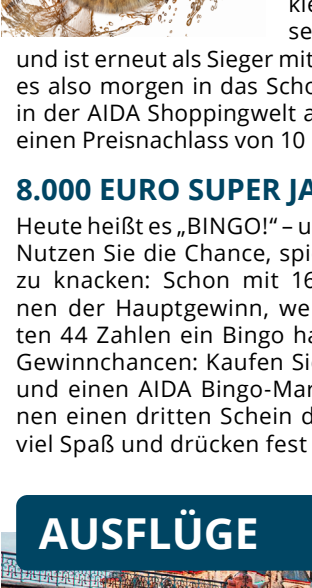 se
und ist erneut als Sieger mit
es also morgen in das Scho
in der AIDA Shoppingwelt a
einen Preisnachlass von 10
8.000 EURO SUPER JA
Heute heißt es „BINGO!“ – u
Nutzen Sie die Chance, spi
zu knacken: Schon mit 16
nen der Hauptgewinn, we
ten 44 Zahlen ein Bingo ha
Gewinnchancen: Kaufen Sie
und einen AIDA Bingo-Mar
nen einen dritten Schein d
viel Spaß und drücken fest
AUSFLÜGE